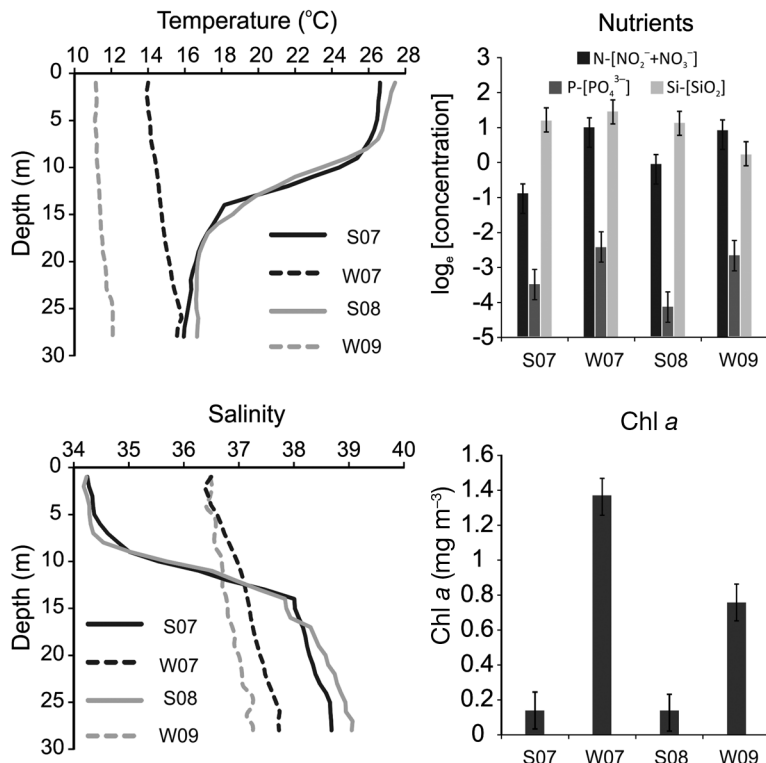 Temperature (°C)
10 12 14 16 18 20 22 24 26 28
0
5
10
15
20
25
30
Depth (m)
S07
W07
S08
W09
Nutrients
N-[NO₂⁻+NO₃⁻]
P-[PO₄³⁻] Si-[SiO₂]
3
2
1
0
-1
-2
-3
-4
-5
logₑ [concentration]
S07 W07 S08 W09
Salinity
34 35 36 37 38 39 40
0
5
10
15
20
25
30
Depth (m)
S07
W07
S08
W09
Chl a
1.6
1.4
1.2
1
0.8
0.6
0.4
0.2
0
Chl a (mg m⁻³)
S07 W07 S08 W09